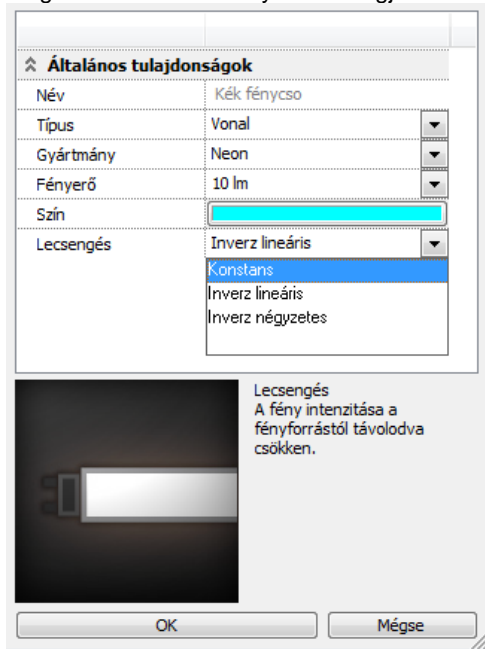 Általános tulajdonságok
Név Kék fénycso
Típus Vonal
Gyártmány Neon
Fényerő 10 lm
Szín
Lecsengés Inverz lineáris
Konstans
Inverz lineáris
Inverz négyzetes
Lecsengés
A fény intenzitása a
fényforrástól távolodva
csökken.
OK Mégse